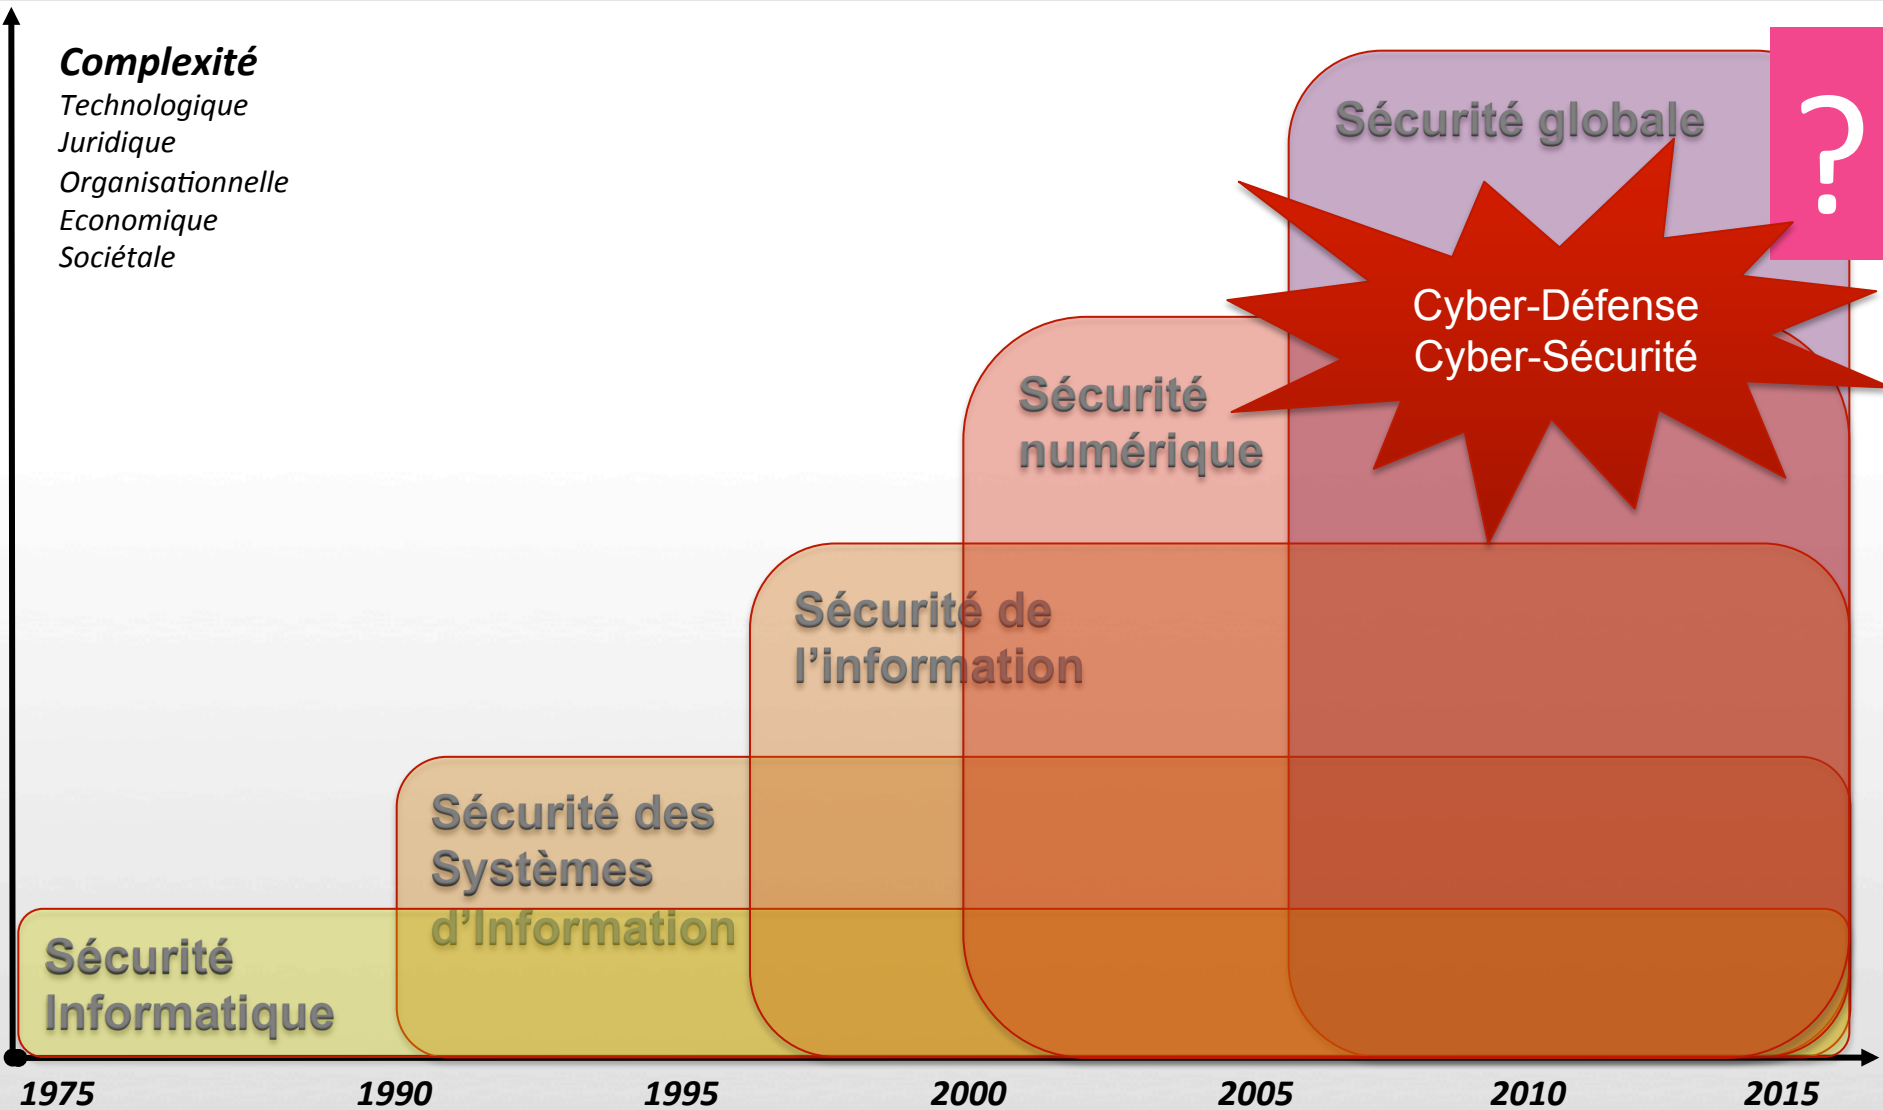 Complexité
Technologique
Juridique
Organisationnelle
Economique
Sociétale
Sécurité globale
?
Cyber-Défense
Cyber-Sécurité
Sécurité
numérique
Sécurité de
l’information
Sécurité des
Systèmes
d’Information
Sécurité
Informatique
1975 1990 1995 2000 2005 2010 2015